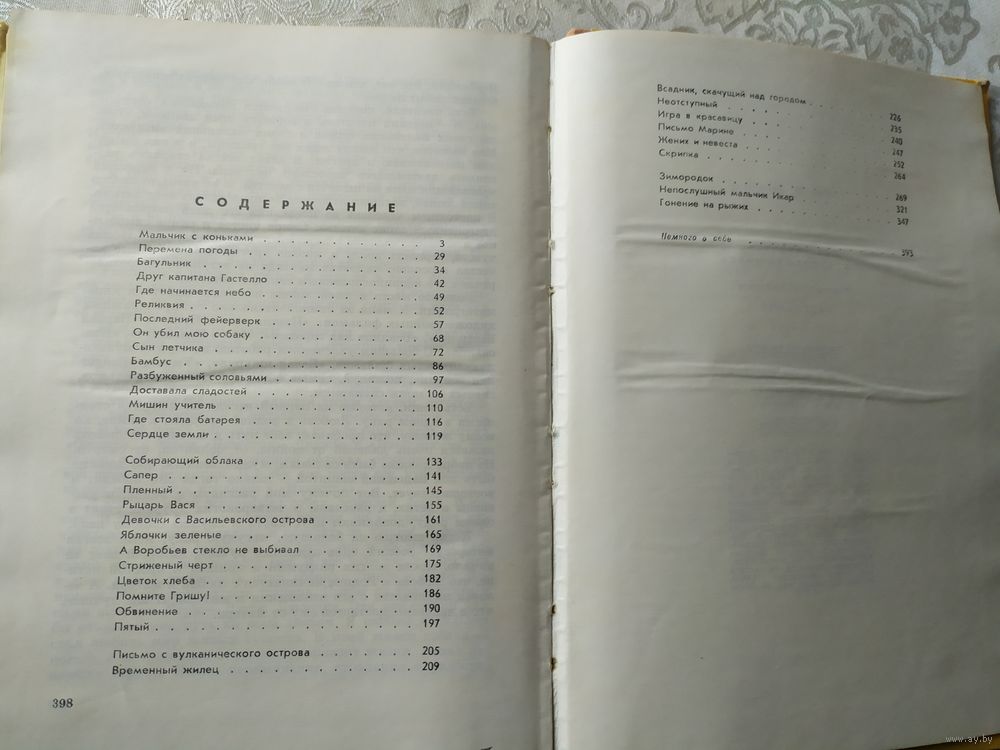 СОДЕРЖАНИЕ
Мальчик с коньками . . . . . . . . . . . . 3
Перемена погоды . . . . . . . . . . . . 29
Багульник . . . . . . . . . . . . 34
Друг капитана Гастелло . . . . . . . . . . . . 42
Где начинается небо . . . . . . . . . . . . 49
Реликвия . . . . . . . . . . . . 52
Последний фейерверк . . . . . . . . . . . . 57
Он убил мою собаку . . . . . . . . . . . . 68
Сын летчика . . . . . . . . . . . . 72
Бамбус . . . . . . . . . . . . 86
Разбуженный соловьями . . . . . . . . . . . . 97
Доставала сладостей . . . . . . . . . . . . 106
Мишин учитель . . . . . . . . . . . . 110
Где стояла батарея . . . . . . . . . . . . 116
Сердце земли . . . . . . . . . . . . 119
Собирающий облака . . . . . . . . . . . . 133
Сапер . . . . . . . . . . . . 141
Пленный . . . . . . . . . . . . 145
Рыцарь Вася . . . . . . . . . . . . 155
Девочки с Васильевского острова . . . . . . . 161
Яблочки зеленые . . . . . . . . . . . . 165
А Воробьев стекло не выбивал . . . . . . . . 169
Стриженый черт . . . . . . . . . . . . 175
Цветок хлеба . . . . . . . . . . . . 182
Помните Гришу! . . . . . . . . . . . . 186
Обвинение . . . . . . . . . . . . 190
Пятый . . . . . . . . . . . . 197
Письмо с вулканического острова . . . . . . . 205
Временный жилец . . . . . . . . . . . . 209
398
Всадник, скачущий над городом . . . . . . 226
Неотступный . . . . . . . . . . 235
Игра в красавицу . . . . . . . . . . 240
Письмо Марине . . . . . . . . . . 247
Жених и невеста . . . . . . . . . . 252
Скрипка . . . . . . . . . . 264
Зимородок . . . . . . . . . . 269
Непослушный мальчик Икар . . . . . . . . 321
Гонение на рыжих . . . . . . . . . . 347
Немного о себе . . . . . . . . . . 393
www.ay.by